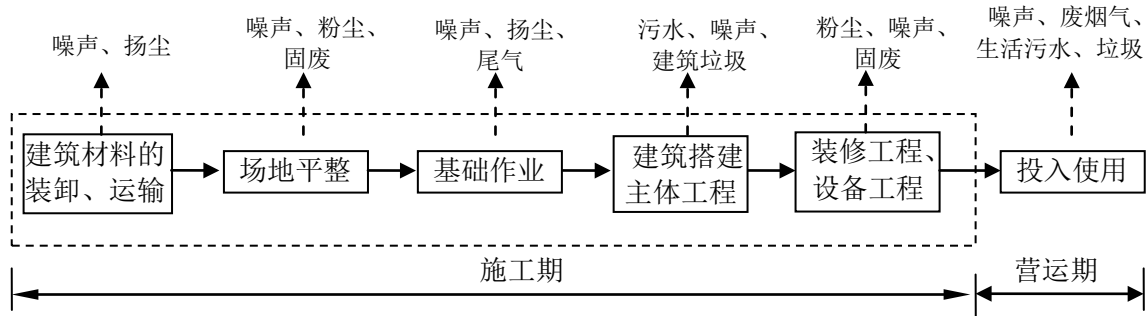 噪声、扬尘
噪声、粉尘、
固废
噪声、扬尘、
尾气
污水、噪声、
建筑垃圾
粉尘、噪声、
固废
噪声、废烟气、
生活污水、垃圾
建筑材料的
装卸、运输
场地平整
基础作业
建筑搭建
主体工程
装修工程、
设备工程
投入使用
施工期
营运期